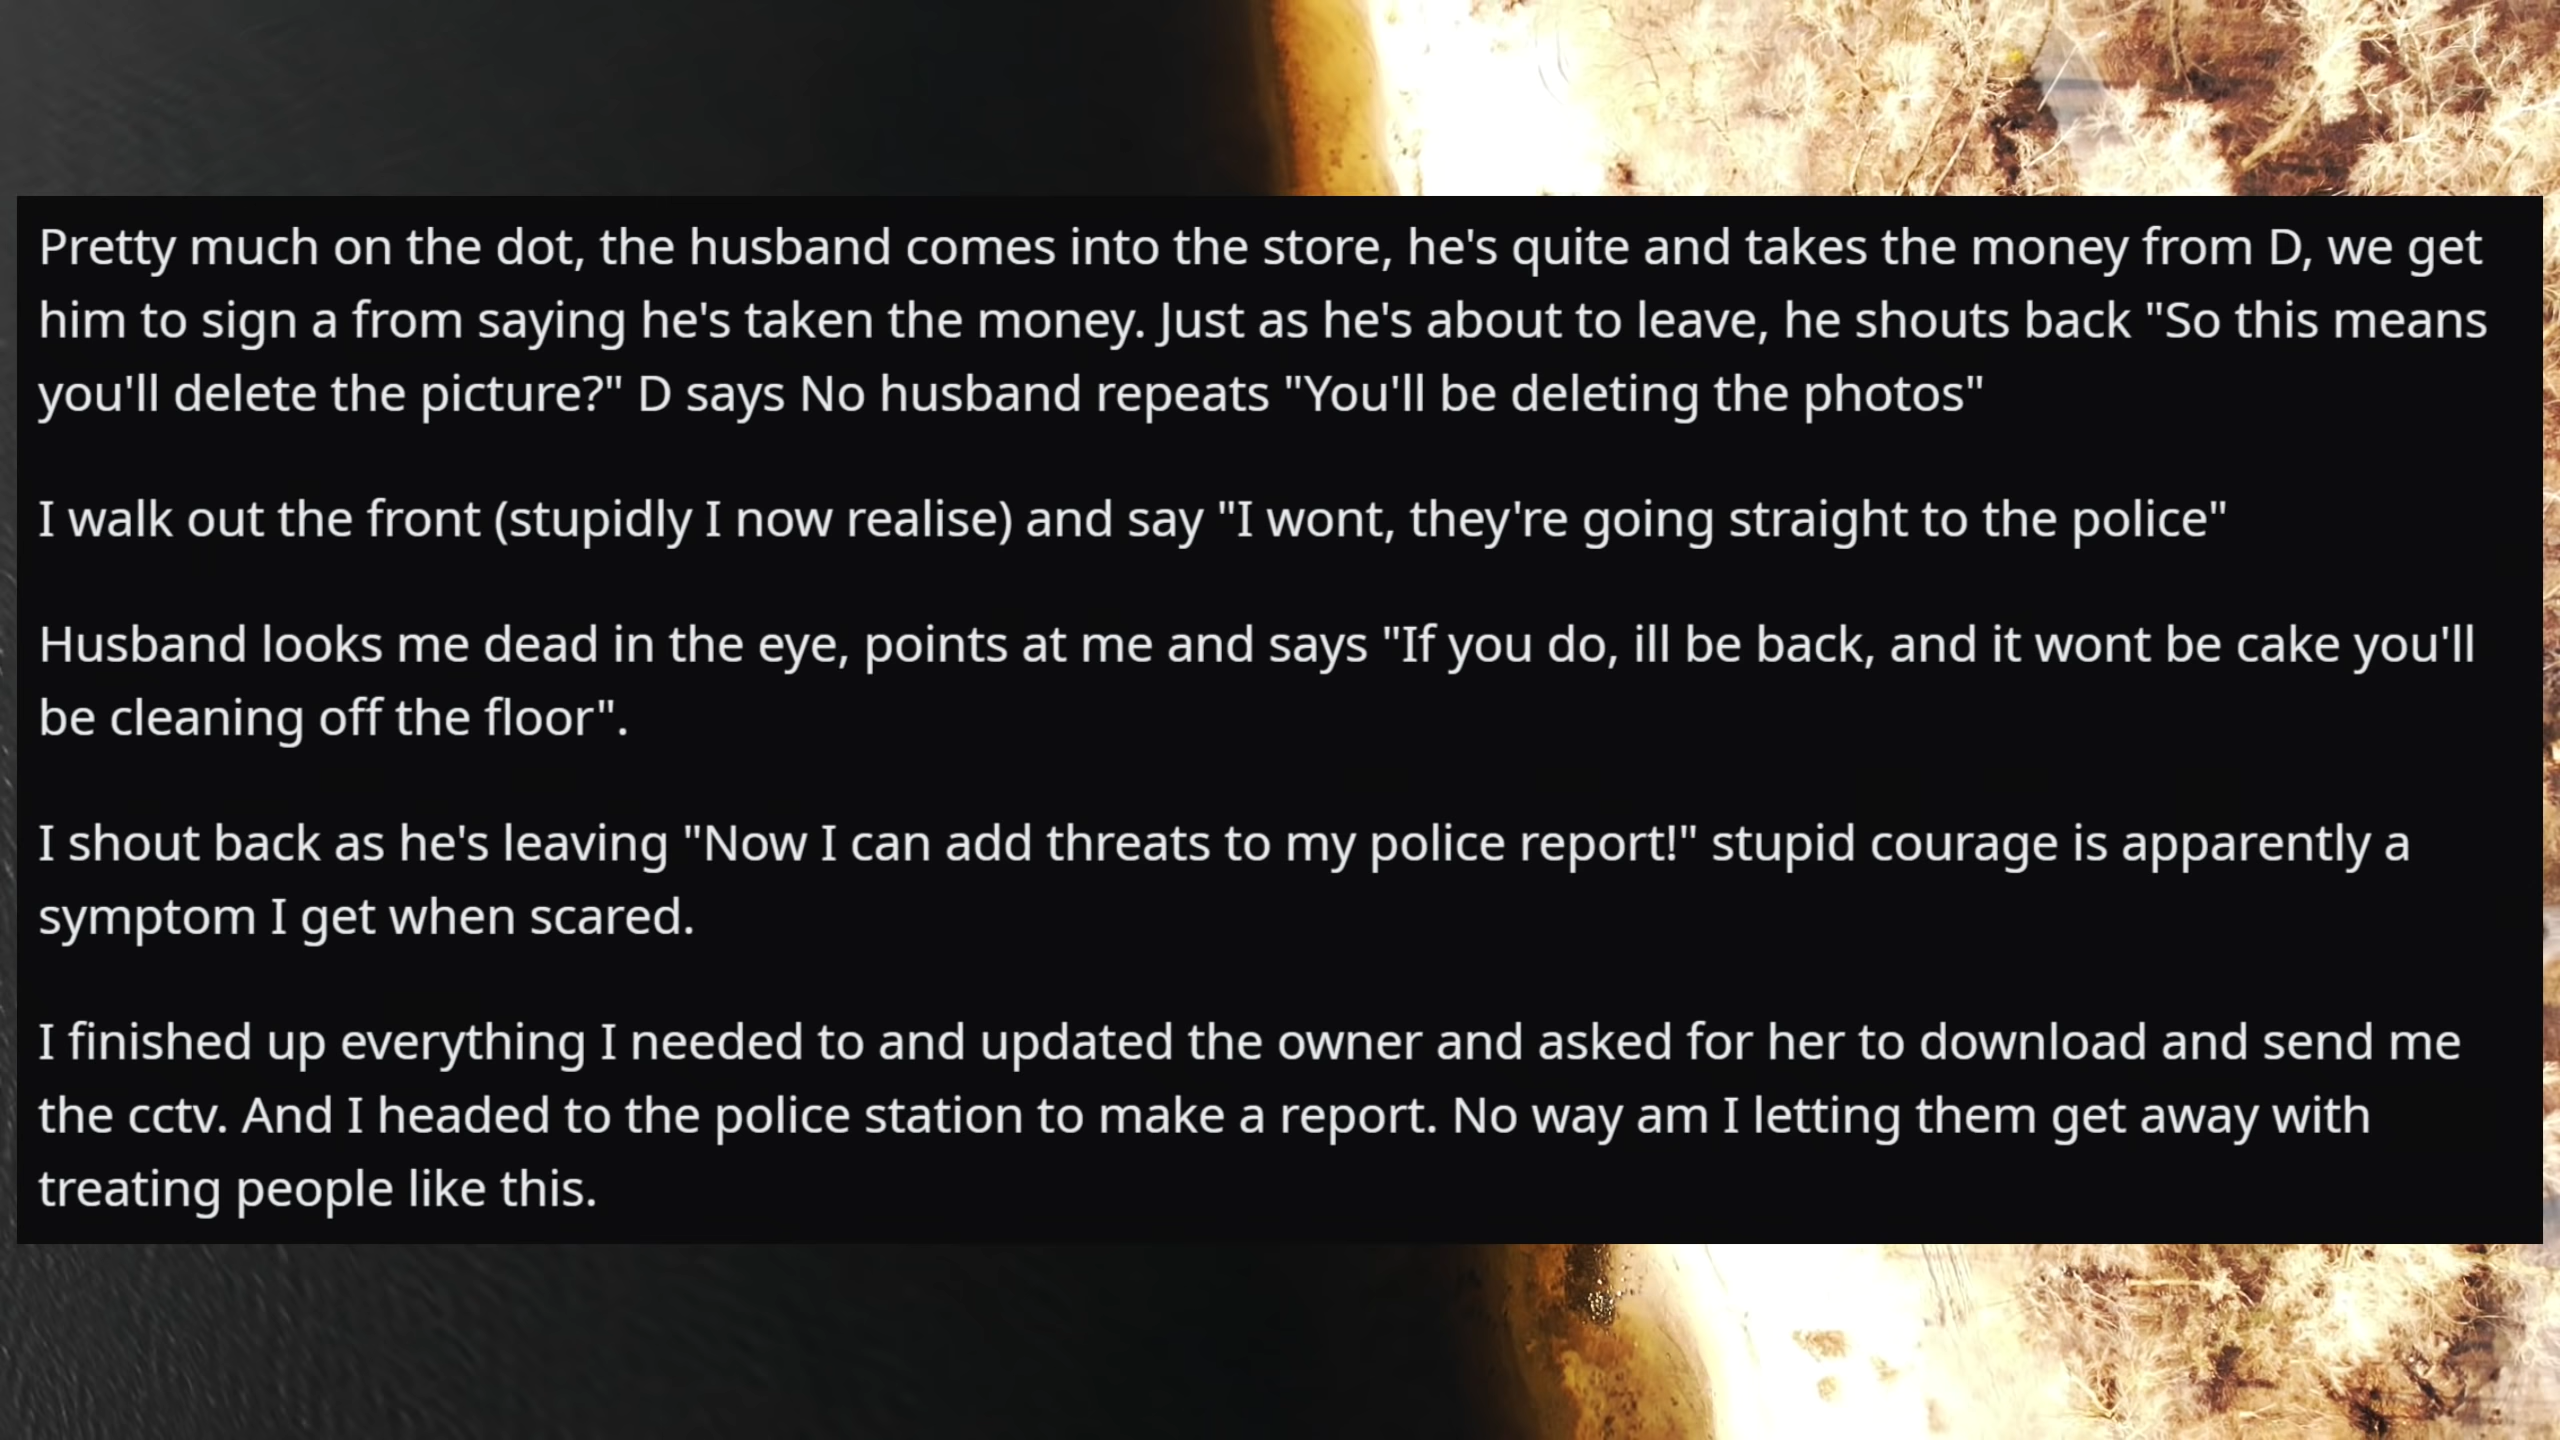 Pretty much on the dot, the husband comes into the store, he's quite and takes the money from D, we get
him to sign a from saying he's taken the money. Just as he's about to leave, he shouts back "So this means
you'll delete the picture?" D says No husband repeats "You'll be deleting the photos"
I walk out the front (stupidly I now realise) and say "I wont, they're going straight to the police"
Husband looks me dead in the eye, points at me and says "If you do, ill be back, and it wont be cake you'll
be cleaning off the floor".
I shout back as he's leaving "Now I can add threats to my police report!" stupid courage is apparently a
symptom I get when scared.
I finished up everything I needed to and updated the owner and asked for her to download and send me
the cctv. And I headed to the police station to make a report. No way am I letting them get away with
treating people like this.